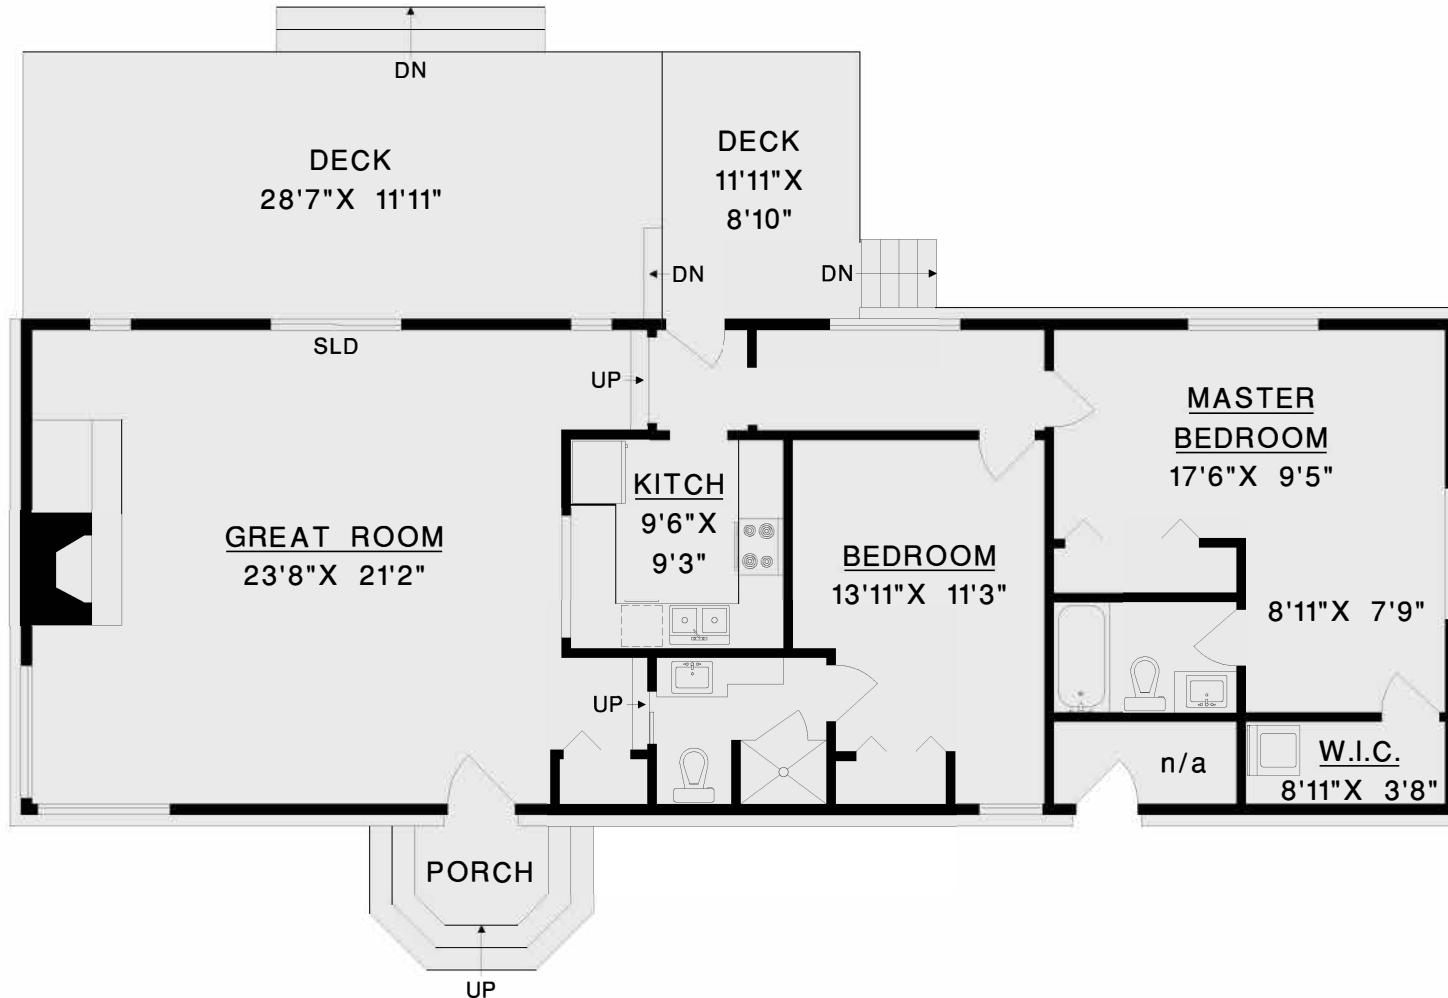 DN
DECK
28'7"X 11'11"
DECK
11'11"X
8'10"
DN
DN
SLD
UP
MASTER
BEDROOM
17'6"X 9'5"
KITCH
9'6"X
9'3"
GREAT ROOM
23'8"X 21'2"
BEDROOM
13'11"X 11'3"
8'11"X 7'9"
UP
n/a
W.I.C.
8'11"X 3'8"
PORCH
UP